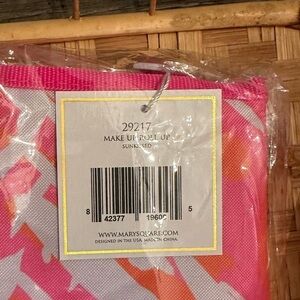 29217
MAKE UP ROLL UP
SUNKISSED
8 42377 19606 5
WWW.MARYSQUARE.COM
DESIGNED IN THE USA. MADE IN CHINA.